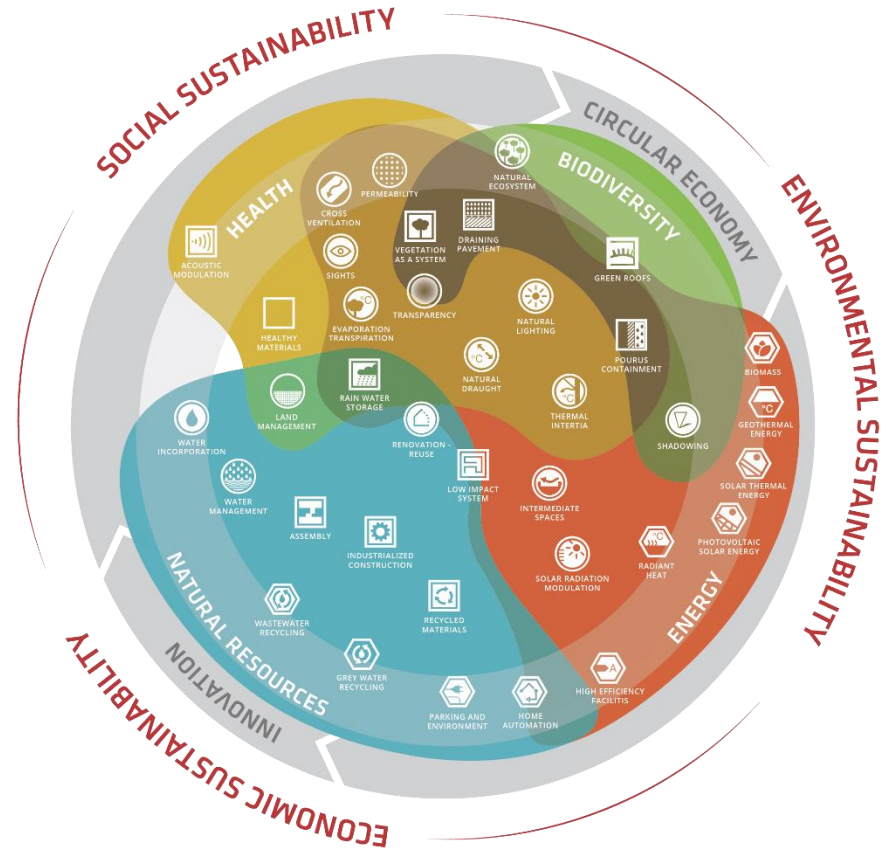 SOCIAL SUSTAINABILITY
ENVIRONMENTAL SUSTAINABILITY
ECONOMIC SUSTAINABILITY
CIRCULAR ECONOMY
INNOVATION
HEALTH
BIODIVERSITY
ENERGY
NATURAL RESOURCES
NATURAL
ECOSYSTEM
PERMEABILITY
CROSS
VENTILATION
ACOUSTIC
MODULATION
SIGHTS
VEGETATION
AS A SYSTEM
DRAINING
PAVEMENT
GREEN ROOFS
HEALTHY
MATERIALS
°C
EVAPORATION
TRANSPIRATION
TRANSPARENCY
NATURAL
LIGHTING
°C
NATURAL
DRAUGHT
POURUS
CONTAINMENT
BIOMASS
LAND
MANAGEMENT
RAIN WATER
STORAGE
°C
THERMAL
INERTIA
°C
GEOTHERMAL
ENERGY
WATER
INCORPORATION
RENOVATION -
REUSE
SHADOWING
WATER
MANAGEMENT
LOW IMPACT
SYSTEM
INTERMEDIATE
SPACES
SOLAR THERMAL
ENERGY
ASSEMBLY
INDUSTRIALIZED
CONSTRUCTION
PHOTOVOLTAIC
SOLAR ENERGY
SOLAR RADIATION
MODULATION
°C
RADIANT
HEAT
WASTEWATER
RECYCLING
RECYCLED
MATERIALS
GREY WATER
RECYCLING
PARKING AND
ENVIRONMENT
HOME
AUTOMATION
A
HIGH EFFICIENCY
FACILITIS